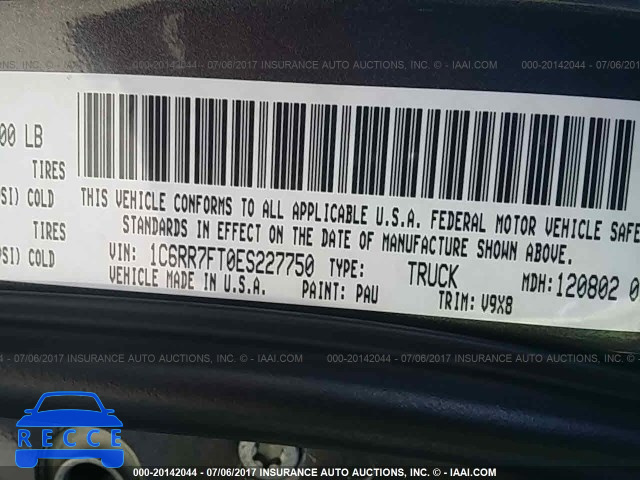 000-20142044 - 07/06/2017 INSURANCE AUTO AUCTIONS, INC. - © IAAI.COM
000-20142044 - 07/06/2017 INSURANCE AUTO AUCTIONS, INC. - © IAAI.COM
00 LB
TIRES
SI) COLD
TIRES
PSI) COLD
THIS VEHICLE CONFORMS TO ALL APPLICABLE U.S.A. FEDERAL MOTOR VEHICLE SAFE
STANDARDS IN EFFECT ON THE DATE OF MANUFACTURE SHOWN ABOVE.
VIN: 1C6RR7FT0ES227750 TYPE: TRUCK MDH: 120802 0
VEHICLE MADE IN U.S.A. PAINT: PAU TRIM: V9X8
000-20142044 - 07/06/2017 INSURANCE AUTO AUCTIONS, INC. - © IAAI.COM
RECCE
000-20142044 - 07/06/2017 INSURANCE AUTO AUCTIONS, INC. - © IAAI.COM